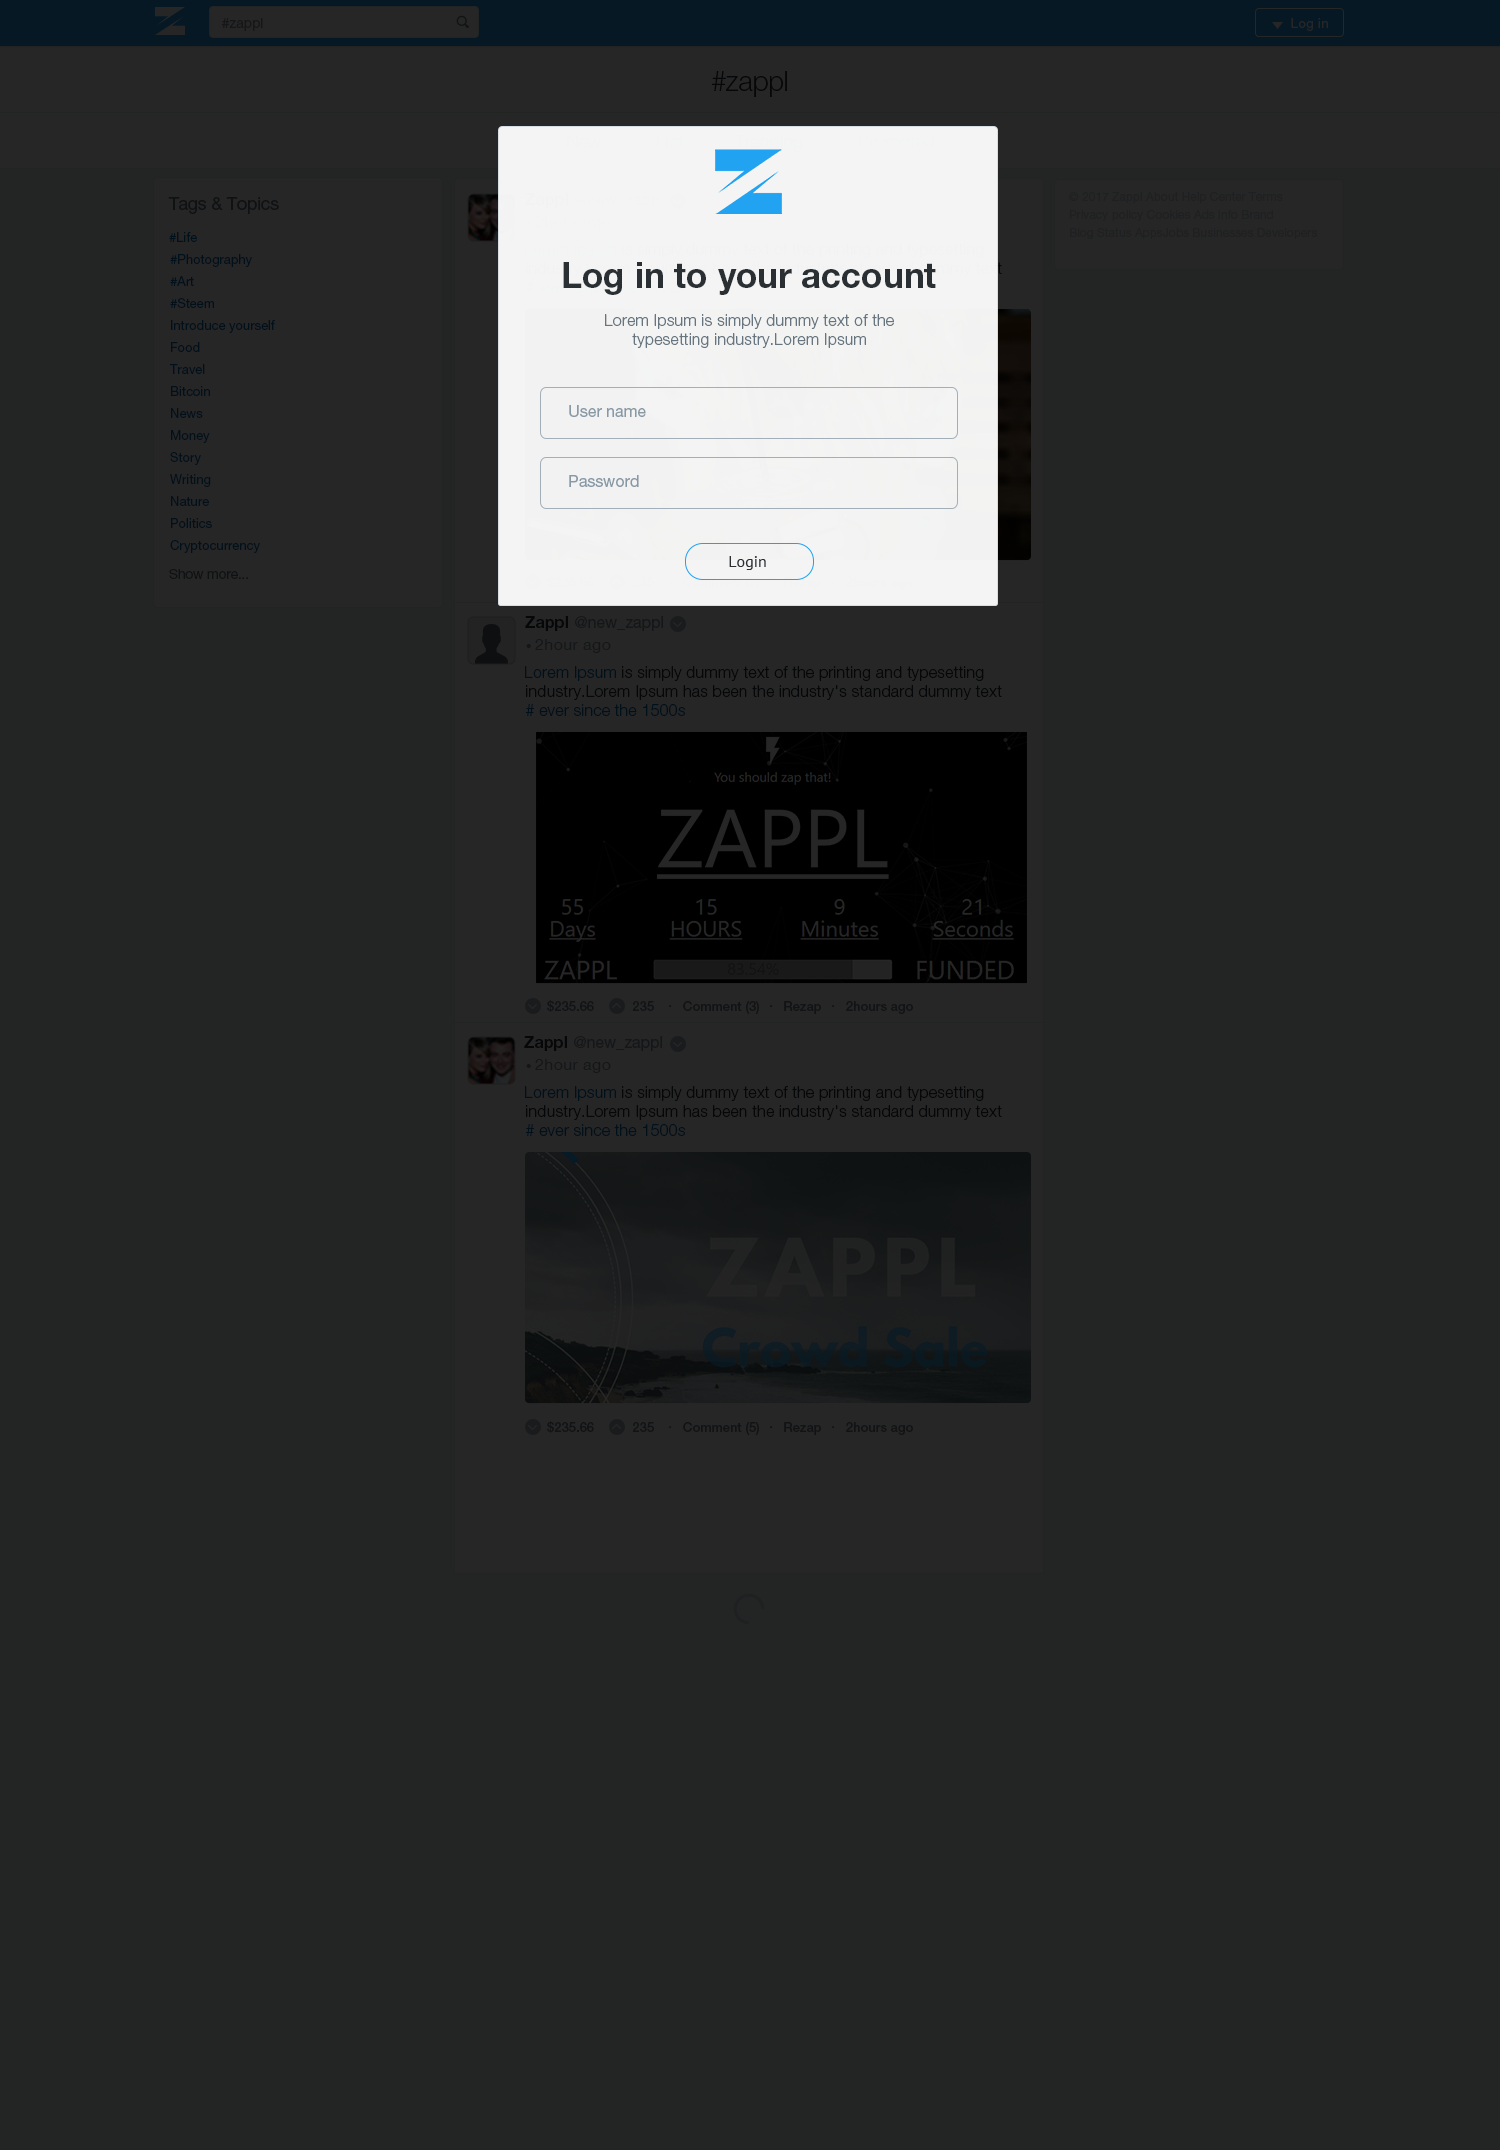 #zappl
Log in
#zappl
Log in to your account
Lorem Ipsum is simply dummy text of the
typesetting industry.Lorem Ipsum
User name
Password
Login
Tags & Topics
#Life
#Photography
#Art
#Steem
Introduce yourself
Food
Travel
Bitcoin
News
Money
Story
Writing
Nature
Politics
Cryptocurrency
Show more...
Zappl @new_zappl
• 2hour ago
Lorem Ipsum is simply dummy text of the printing and typesetting
industry.Lorem Ipsum has been the industry's standard dummy text
# ever since the 1500s
You should zap that!
ZAPPL
55 15 9 21
Days HOURS Minutes Seconds
ZAPPL 83.54% FUNDED
$235.66 235 · Comment (3) · Rezap · 2hours ago
Zappl @new_zappl
• 2hour ago
Lorem Ipsum is simply dummy text of the printing and typesetting
industry.Lorem Ipsum has been the industry's standard dummy text
# ever since the 1500s
ZAPPL
Crowd Sale
$235.66 235 · Comment (5) · Rezap · 2hours ago
© 2017 Zappl About Help Center Terms
Privacy policy Cookies Ads info Brand
Blog Status Apps Jobs Businesses Developers